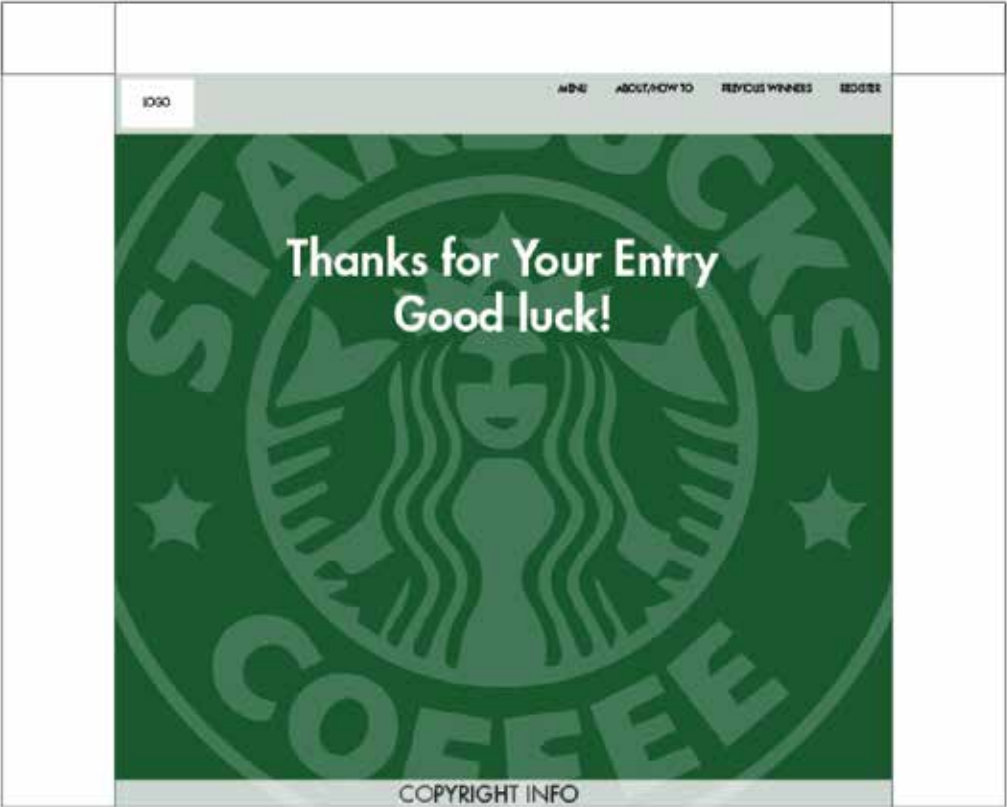 LOGO
MENU ABOUT/HOW TO PREVIOUS WINNERS REGISTER
STARBUCKS
Thanks for Your Entry
Good luck!
COFFEE
COPYRIGHT INFO